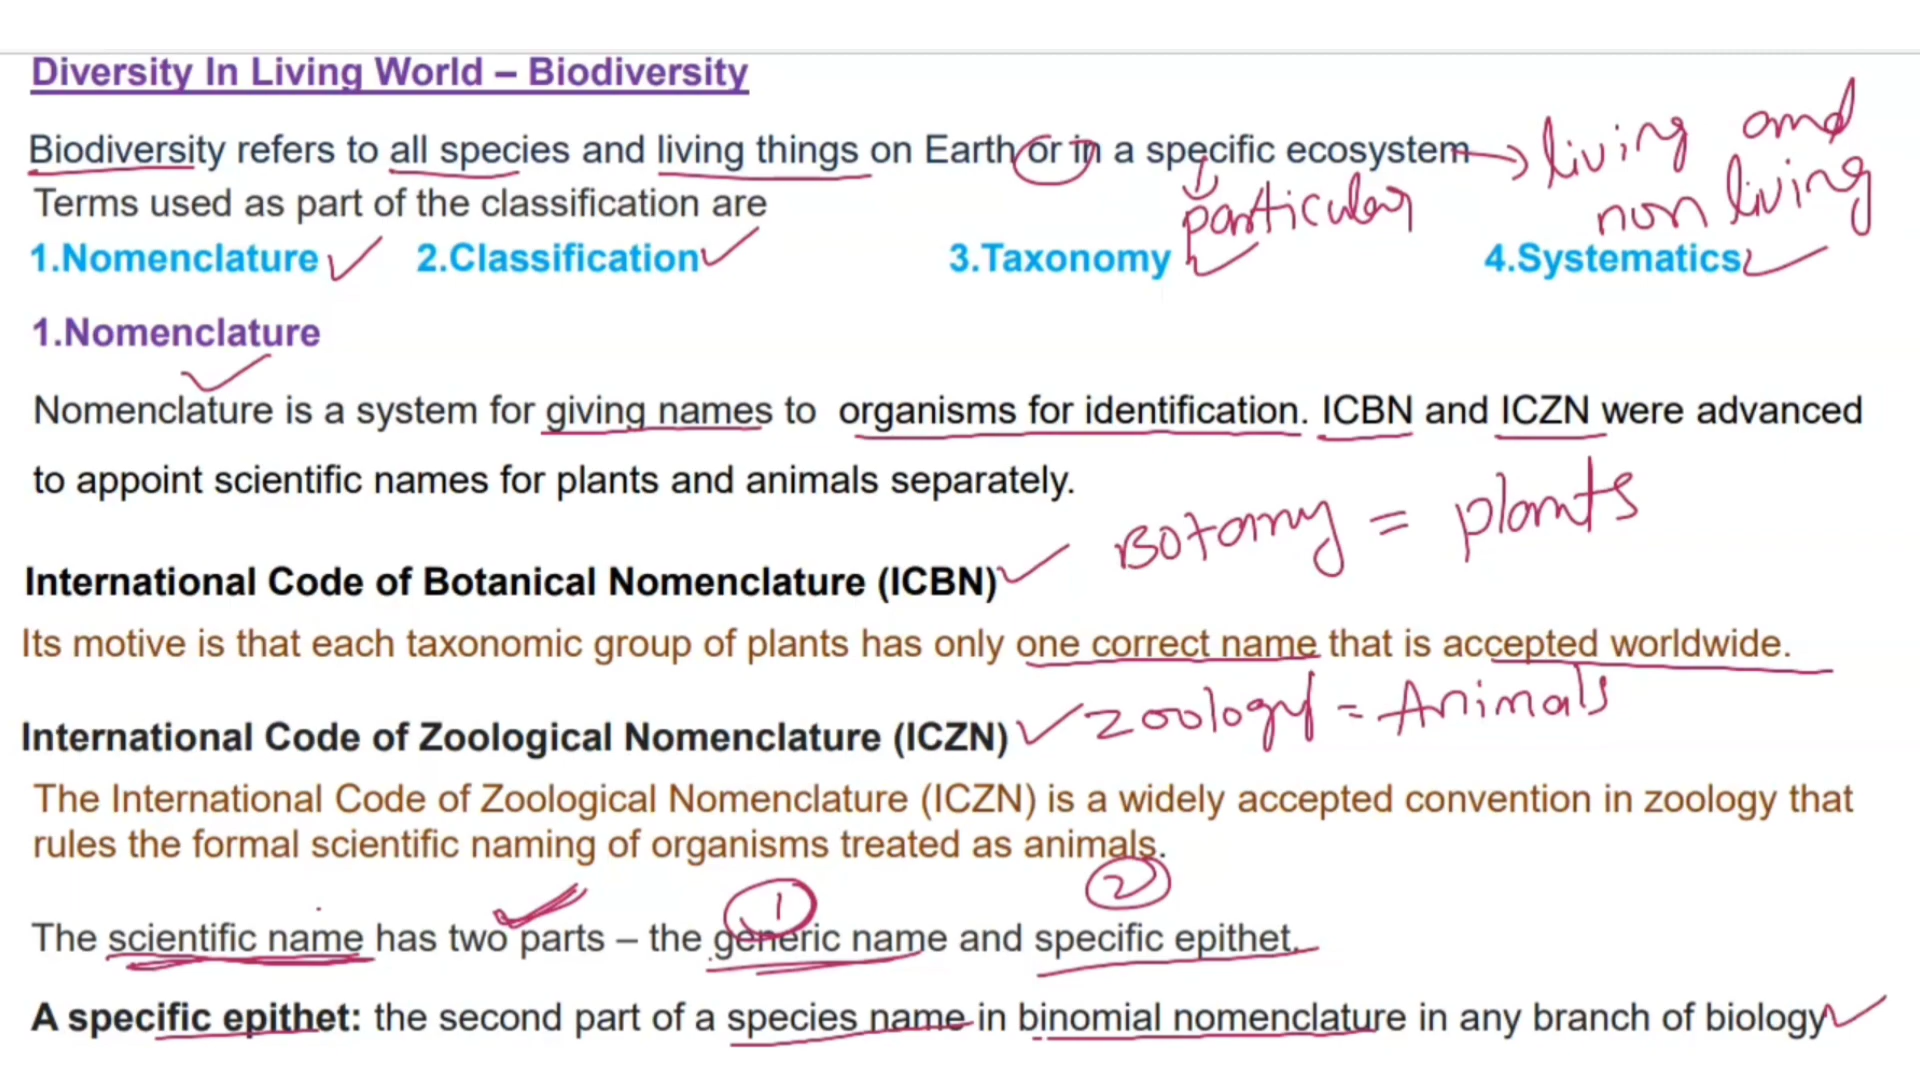 Diversity In Living World – Biodiversity
Biodiversity refers to all species and living things on Earth or in a specific ecosystem → living and
non living
particular
Terms used as part of the classification are
1.Nomenclature 2.Classification 3.Taxonomy 4.Systematics
1.Nomenclature
Nomenclature is a system for giving names to organisms for identification. ICBN and ICZN were advanced
to appoint scientific names for plants and animals separately.
Botany = plants
International Code of Botanical Nomenclature (ICBN)
Its motive is that each taxonomic group of plants has only one correct name that is accepted worldwide.
International Code of Zoological Nomenclature (ICZN) zoology = Animals
The International Code of Zoological Nomenclature (ICZN) is a widely accepted convention in zoology that
rules the formal scientific naming of organisms treated as animals.
1 2
The scientific name has two parts – the generic name and specific epithet.
A specific epithet: the second part of a species name in binomial nomenclature in any branch of biology